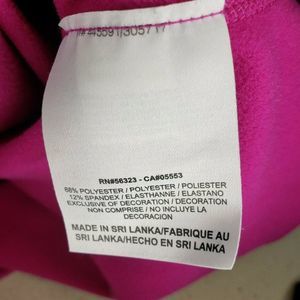 RN#56323 - CA#05553
88% POLYESTER / POLYESTER / POLIESTER
12% SPANDEX / ELASTHANNE / ELASTANO
EXCLUSIVE OF DECORATION / DECORATION
NON COMPRISE / NO INCLUYE LA
DECORACION
MADE IN SRI LANKA/FABRIQUE AU
SRI LANKA/HECHO EN SRI LANKA